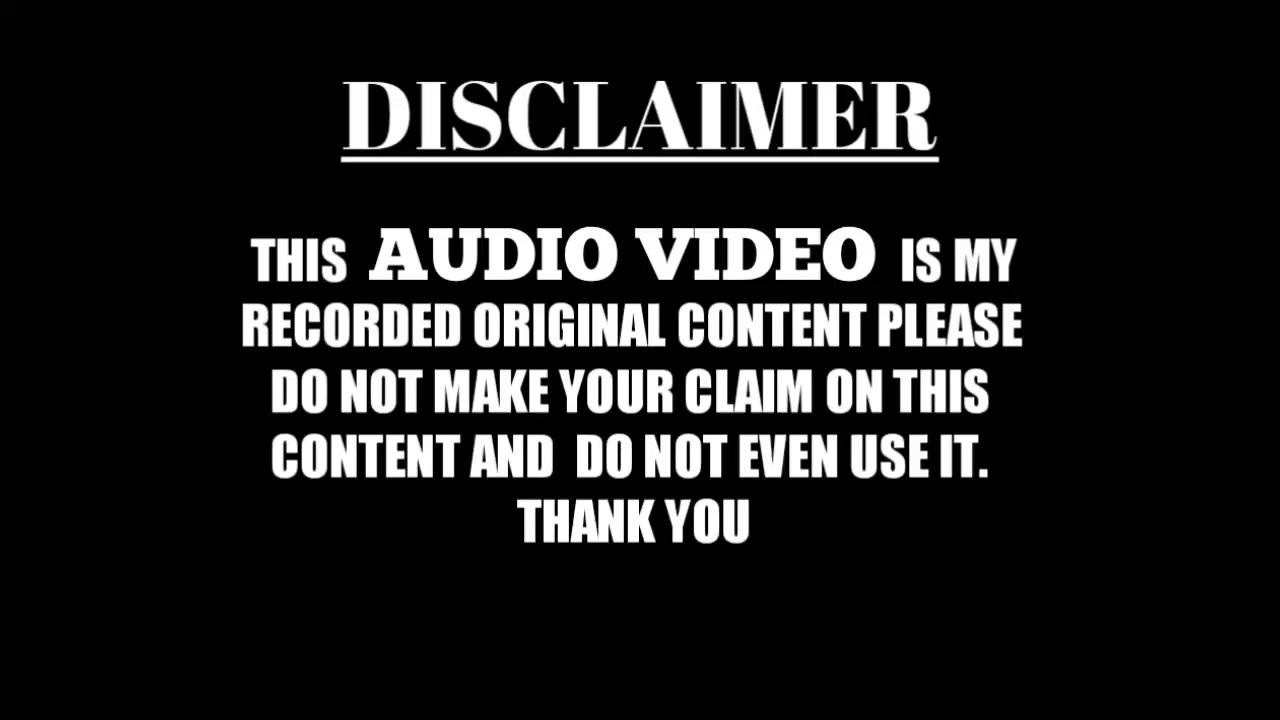 DISCLAIMER
THIS AUDIO VIDEO IS MY
RECORDED ORIGINAL CONTENT PLEASE
DO NOT MAKE YOUR CLAIM ON THIS
CONTENT AND DO NOT EVEN USE IT.
THANK YOU